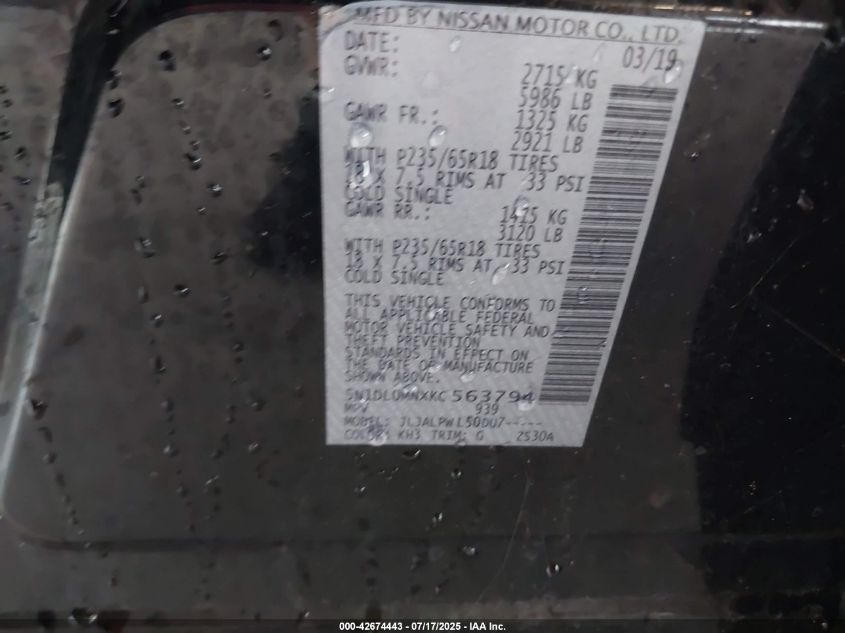 MFD BY NISSAN MOTOR CO., LTD.
DATE: 03/19
GVWR: 2715 KG
5986 LB
GAWR FR.: 1325 KG
2921 LB
WITH P235/65R18 TIRES
18 X 7.5 RIMS AT 33 PSI
COLD SINGLE
GAWR RR.: 1415 KG
3120 LB
WITH P235/65R18 TIRES
18 X 7.5 RIMS AT 33 PSI
COLD SINGLE
THIS VEHICLE CONFORMS TO
ALL APPLICABLE FEDERAL
MOTOR VEHICLE SAFETY AND
THEFT PREVENTION
STANDARDS IN EFFECT ON
THE DATE OF MANUFACTURE
SHOWN ABOVE.
5N1DL0MNXKC563794
MPV 939
MODEL: JLJALPWL50DU7-----
COLOR: KH3 TRIM: G 2S30A
000-42674443 - 07/17/2025 - IAA Inc.